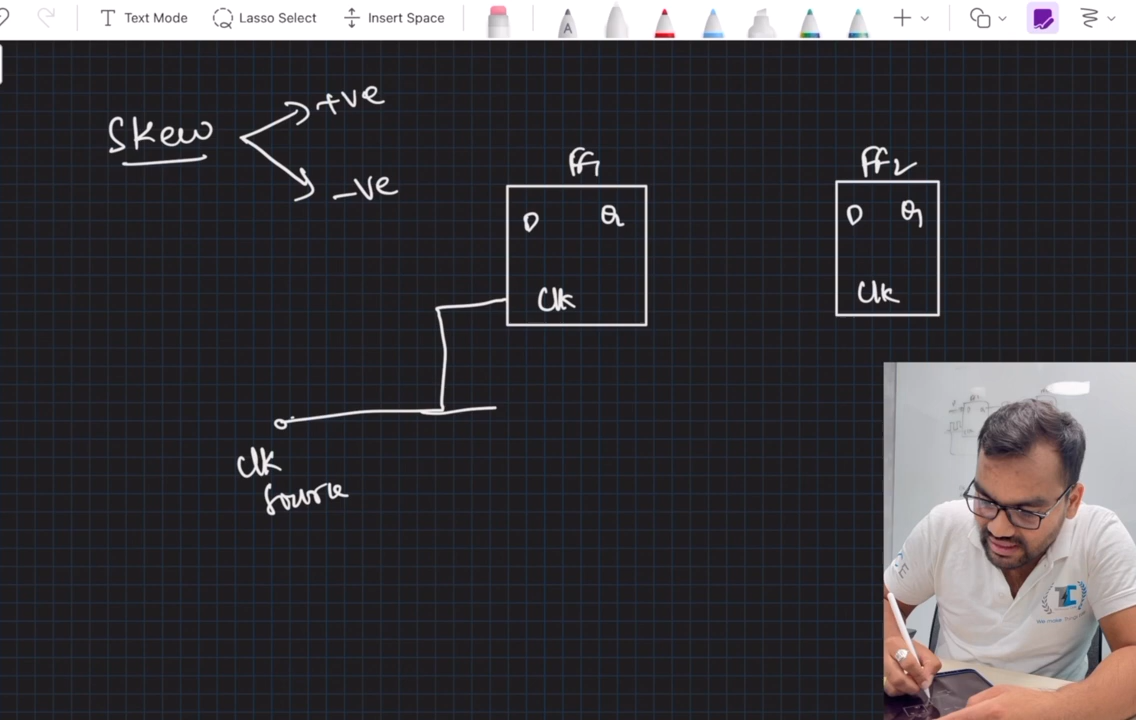 Text Mode
Lasso Select
Insert Space
A
Skew
+ve
-ve
FF1
D Q
Clk
FF2
D Q
Clk
Clk
Source